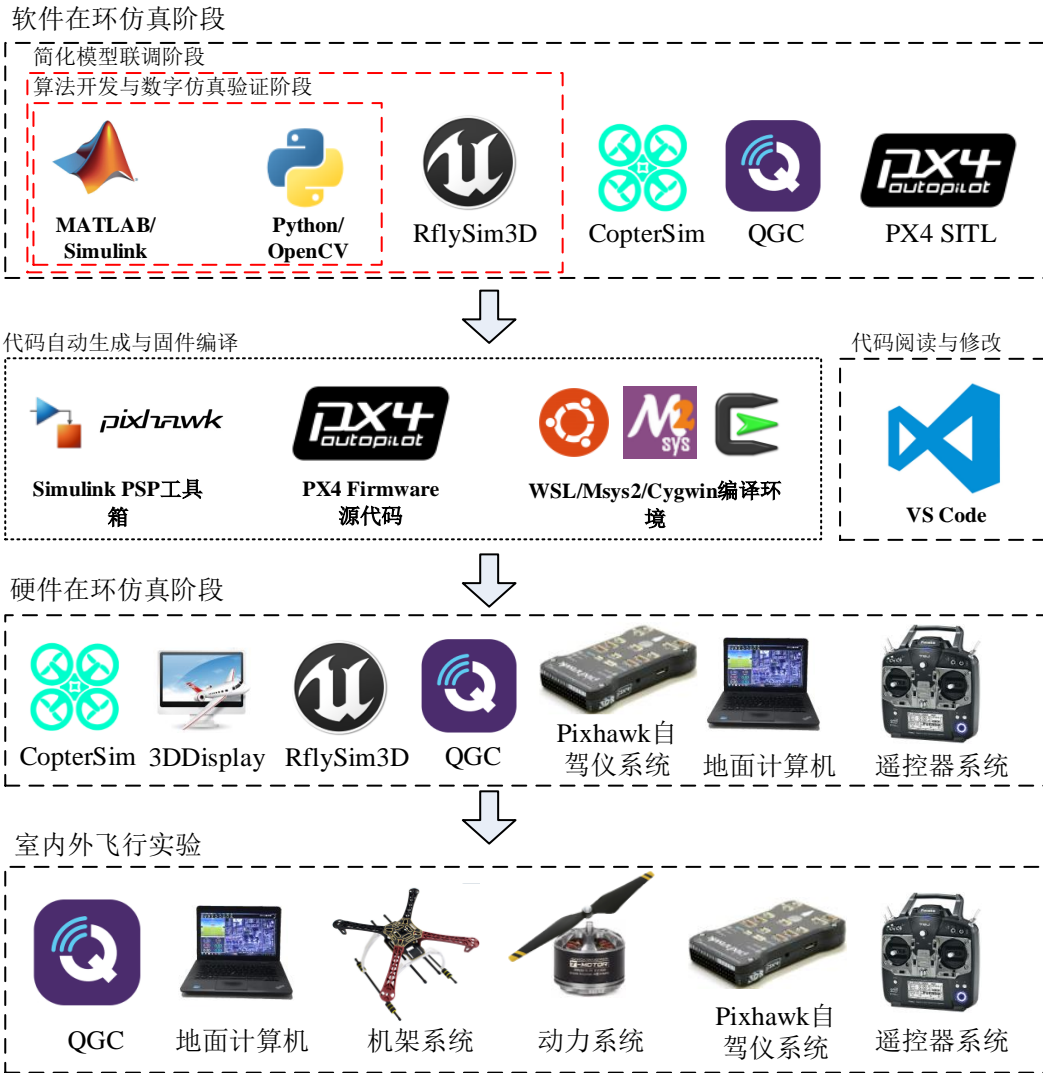 软件在环仿真阶段
简化模型联调阶段
算法开发与数字仿真验证阶段
MATLAB/
Simulink
Python/
OpenCV
RflySim3D
CopterSim
QGC
PX4
autopilot
PX4 SITL
代码自动生成与固件编译
代码阅读与修改
pixhawk
Simulink PSP工具
箱
PX4
autopilot
PX4 Firmware
源代码
M2
sys
WSL/Msys2/Cygwin编译环
境
VS Code
硬件在环仿真阶段
CopterSim
3DDisplay
RflySim3D
QGC
Pixhawk自
驾仪系统
地面计算机
遥控器系统
室内外飞行实验
QGC
地面计算机
机架系统
T-MOTOR
动力系统
Pixhawk自
驾仪系统
遥控器系统